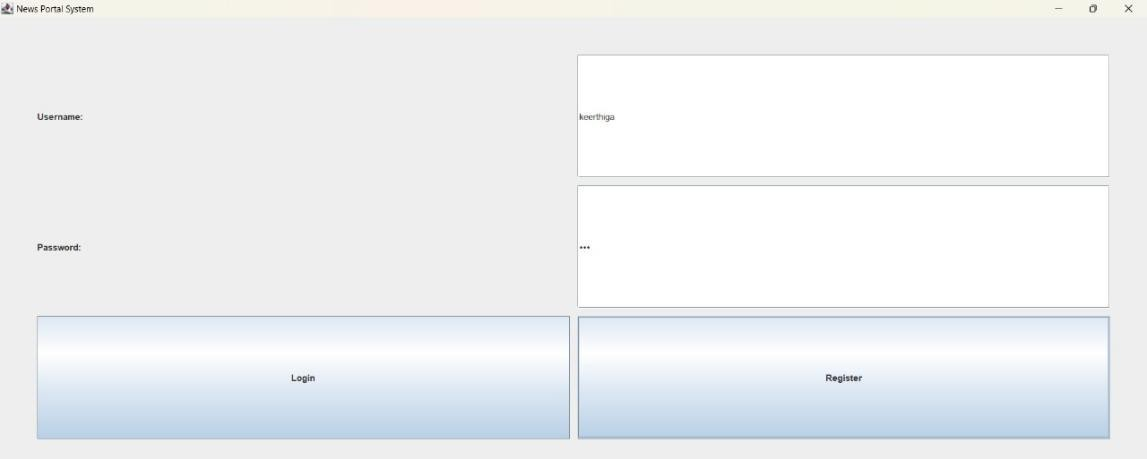 News Portal System
Username:
keerthiga
Password:
•••
Login
Register